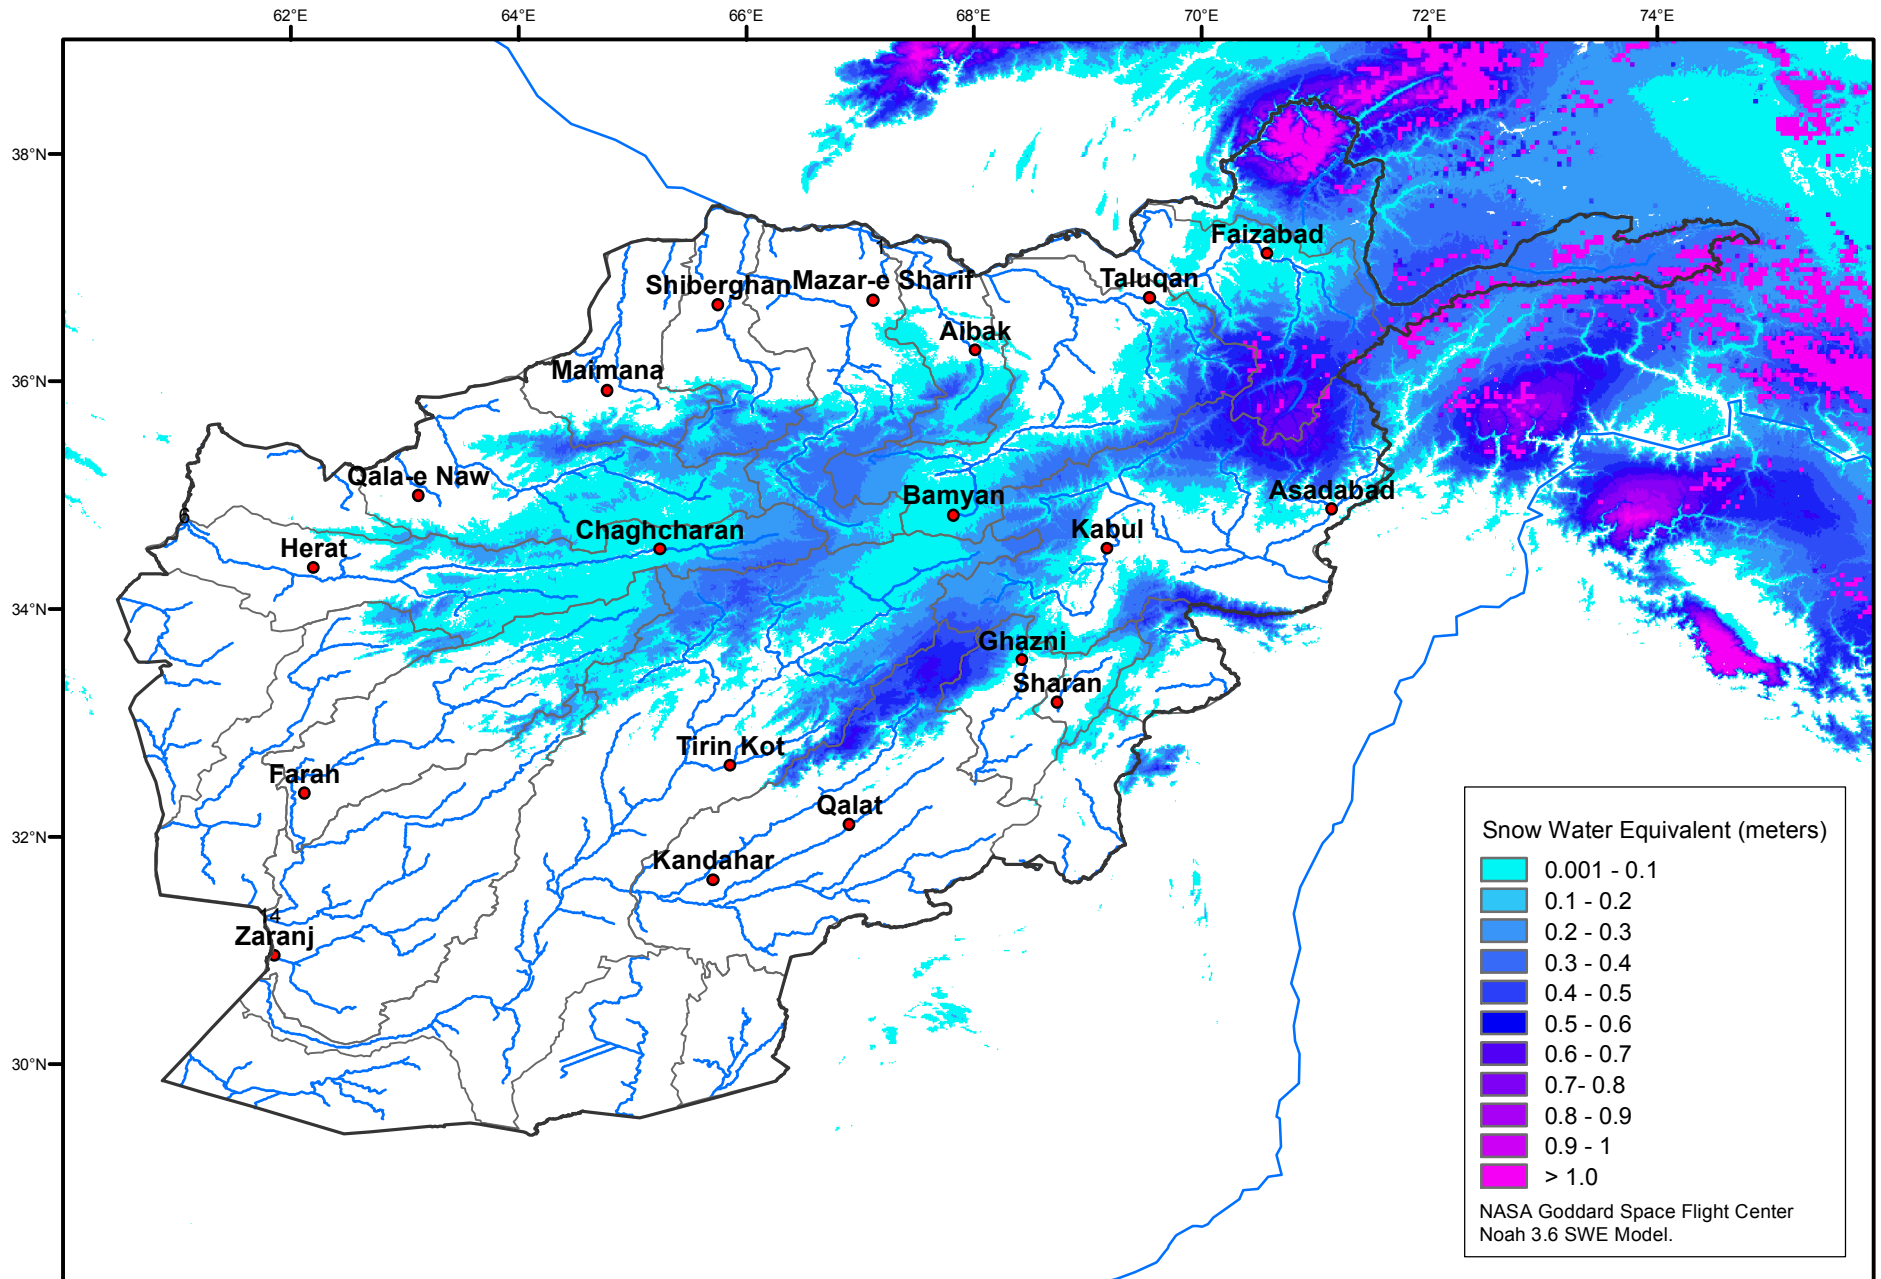 62°E
64°E
66°E
68°E
70°E
72°E
74°E
38°N
36°N
34°N
32°N
30°N
Faizabad
Taluqan
Shiberghan
Mazar-e Sharif
Aibak
Maimana
Qala-e Naw
Bamyan
Asadabad
6
Chaghcharan
Kabul
Herat
Ghazni
Sharan
Tirin Kot
Farah
Qalat
Kandahar
14
Zaranj
Snow Water Equivalent (meters)
0.001 - 0.1
0.1 - 0.2
0.2 - 0.3
0.3 - 0.4
0.4 - 0.5
0.5 - 0.6
0.6 - 0.7
0.7- 0.8
0.8 - 0.9
0.9 - 1
> 1.0
NASA Goddard Space Flight Center
Noah 3.6 SWE Model.